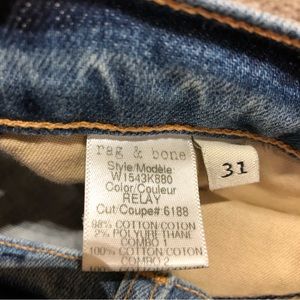 rag & bone
Style/Modèle
W1543K880
Color/Couleur
RELAY
Cut/Coupe#: 6188
98% COTTON/COTON
2% POLYURETHANE
COMBO 1
100% COTTON/COTON
COMBO 2
31